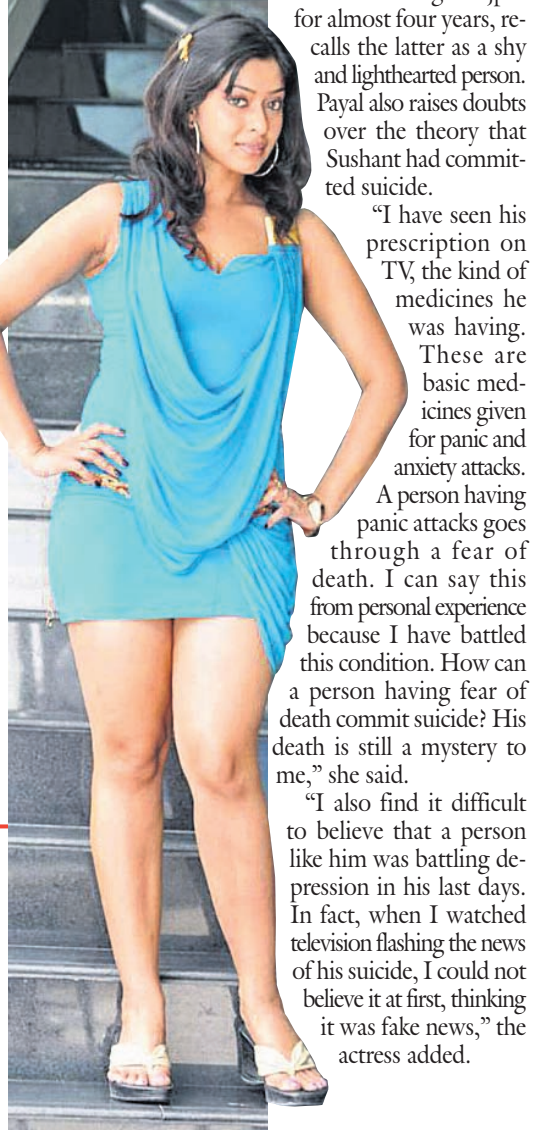 for almost four years, re-
calls the latter as a shy
and lighthearted person.
Payal also raises doubts
over the theory that
Sushant had commit-
ted suicide.
“I have seen his
prescription on
TV, the kind of
medicines he
was having.
These are
basic med-
icines given
for panic and
anxiety attacks.
A person having
panic attacks goes
through a fear of
death. I can say this
from personal experience
because I have battled
this condition. How can
a person having fear of
death commit suicide? His
death is still a mystery to
me,” she said.
“I also find it difficult
to believe that a person
like him was battling de-
pression in his last days.
In fact, when I watched
television flashing the news
of his suicide, I could not
believe it at first, thinking
it was fake news,” the
actress added.